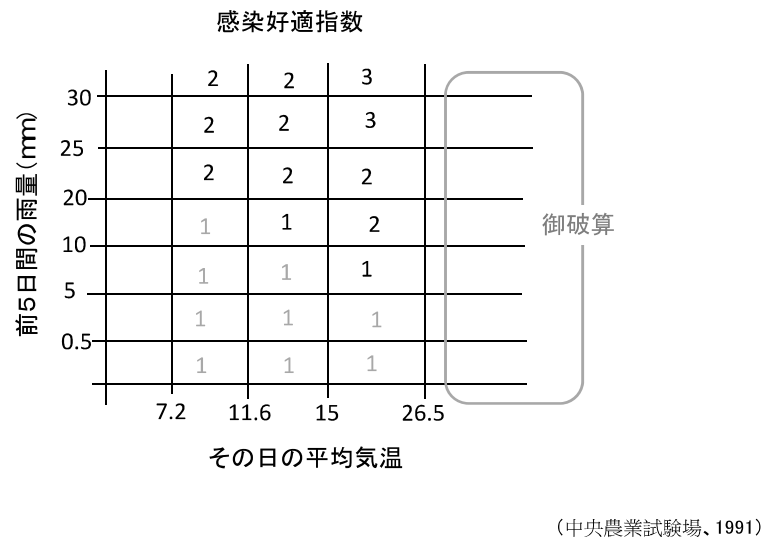 感染好適指数
前5日間の雨量(mm)
2 2 3
30
2 2 3
25
2 2 2
20
1 1 2
御破算
10
1 1 1
5
1 1 1
0.5
1 1 1
7.2 11.6 15 26.5
その日の平均気温
(中央農業試験場、1991)